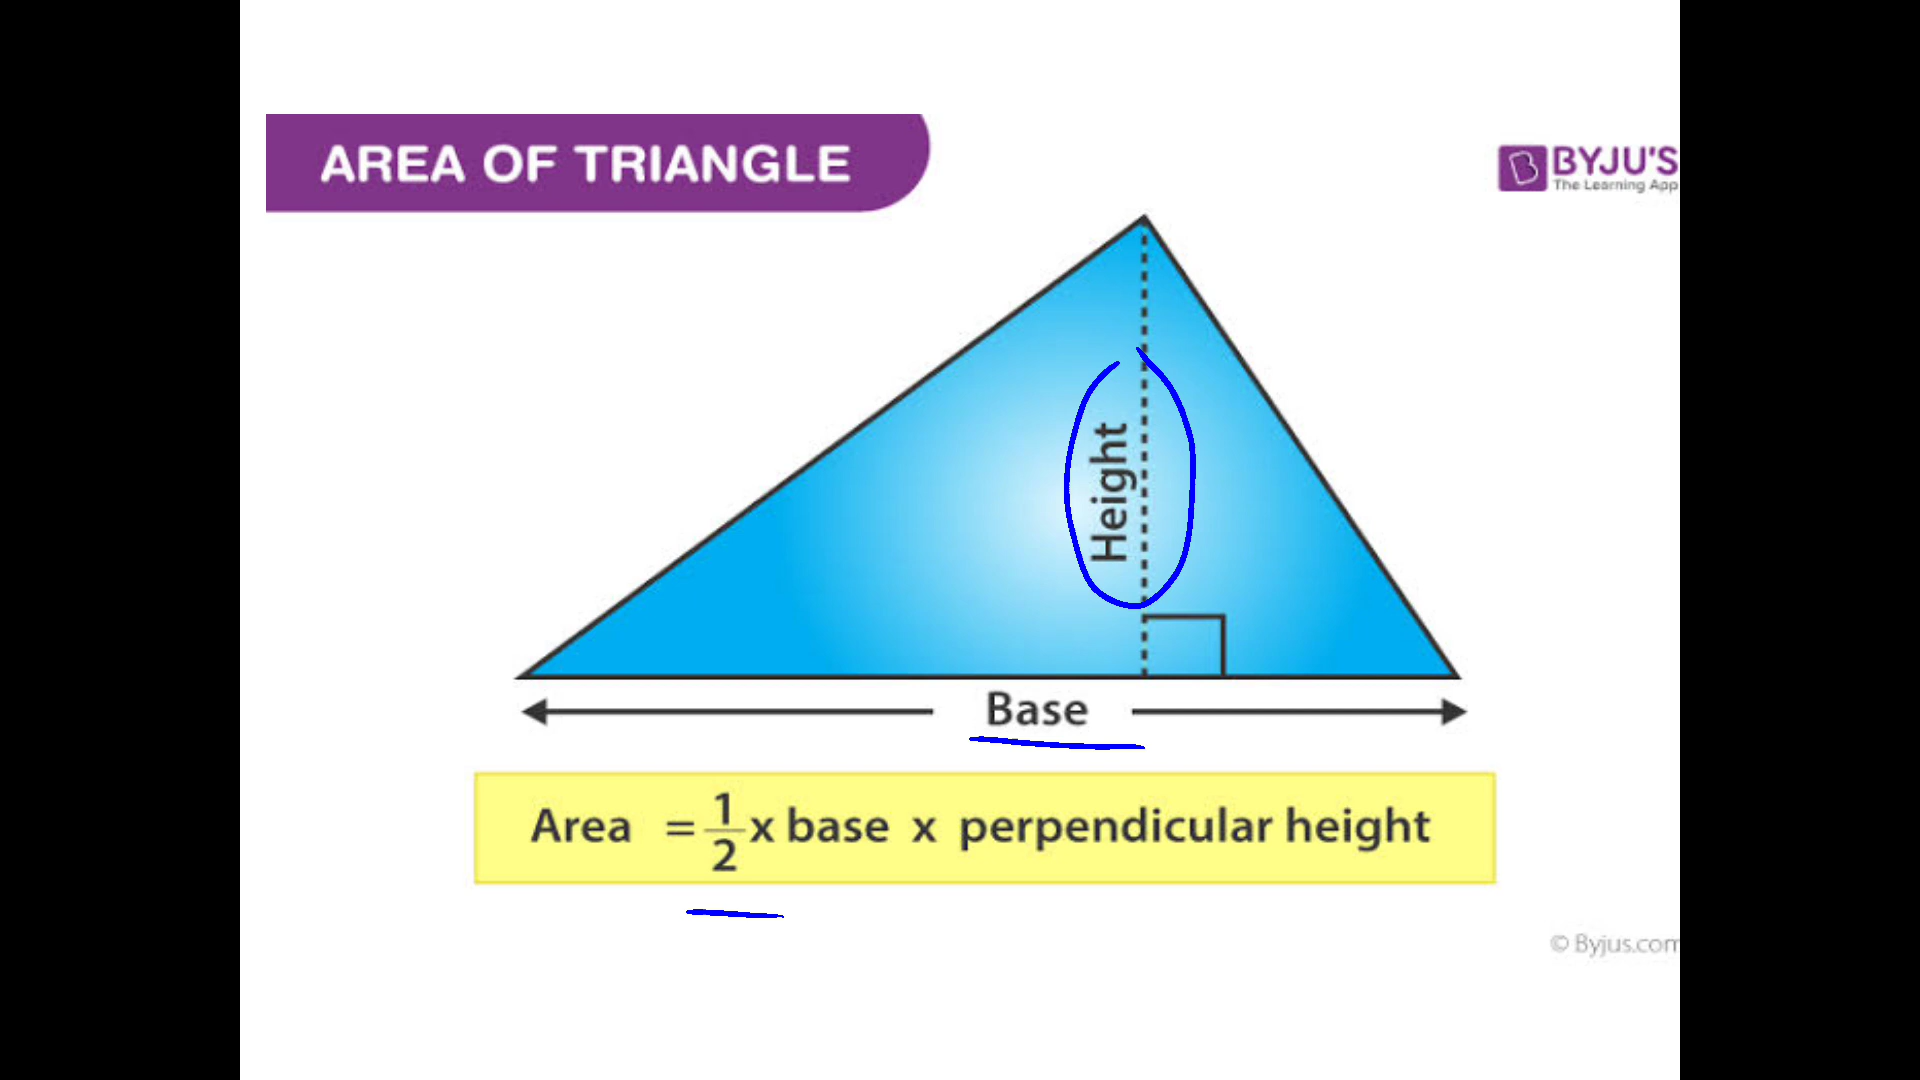 AREA OF TRIANGLE
BYJU'S
The Learning App
Height
Base
Area = 1/2 x base x perpendicular height
© Byjus.com